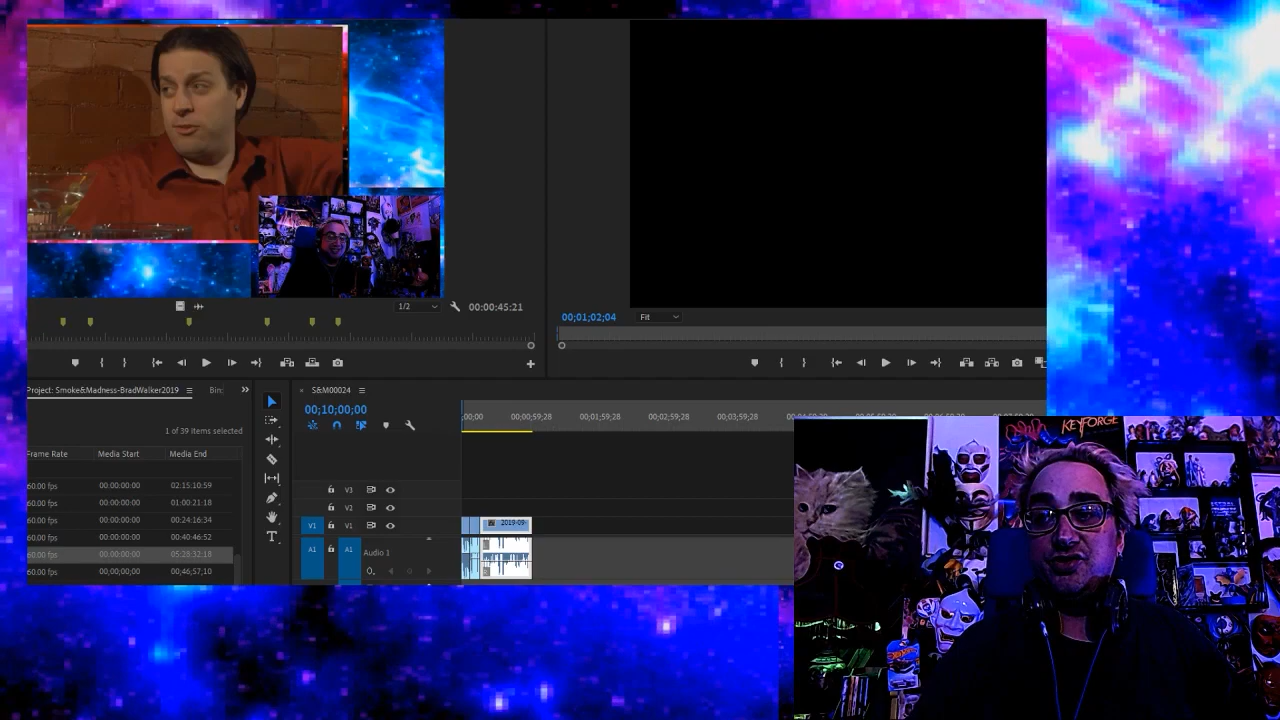 1/2
00:00:45:21
00;01;02;04
Fit
Project: Smoke&Madness-BradWalker2019
Bin:
1 of 39 items selected
Frame Rate Media Start Media End
60.00 fps 00:00:00:00 02:15:10:59
60.00 fps 00:00:00:00 01:00:21:18
60.00 fps 00:00:00:00 00:24:16:34
60.00 fps 00:00:00:00 00:40:46:52
60.00 fps 00:00:00:00 05:28:32:18
60.00 fps 00;00;00;00 00;46;57;10
× S&M00024
00;10;00;00
;00;00 00;00;59;28 00;01;59;28 00;02;59;28 00;03;59;28
V3
V2
V1 V1 2019-09-
A1 A1 Audio 1
KEYFORGE
Hot Wheels